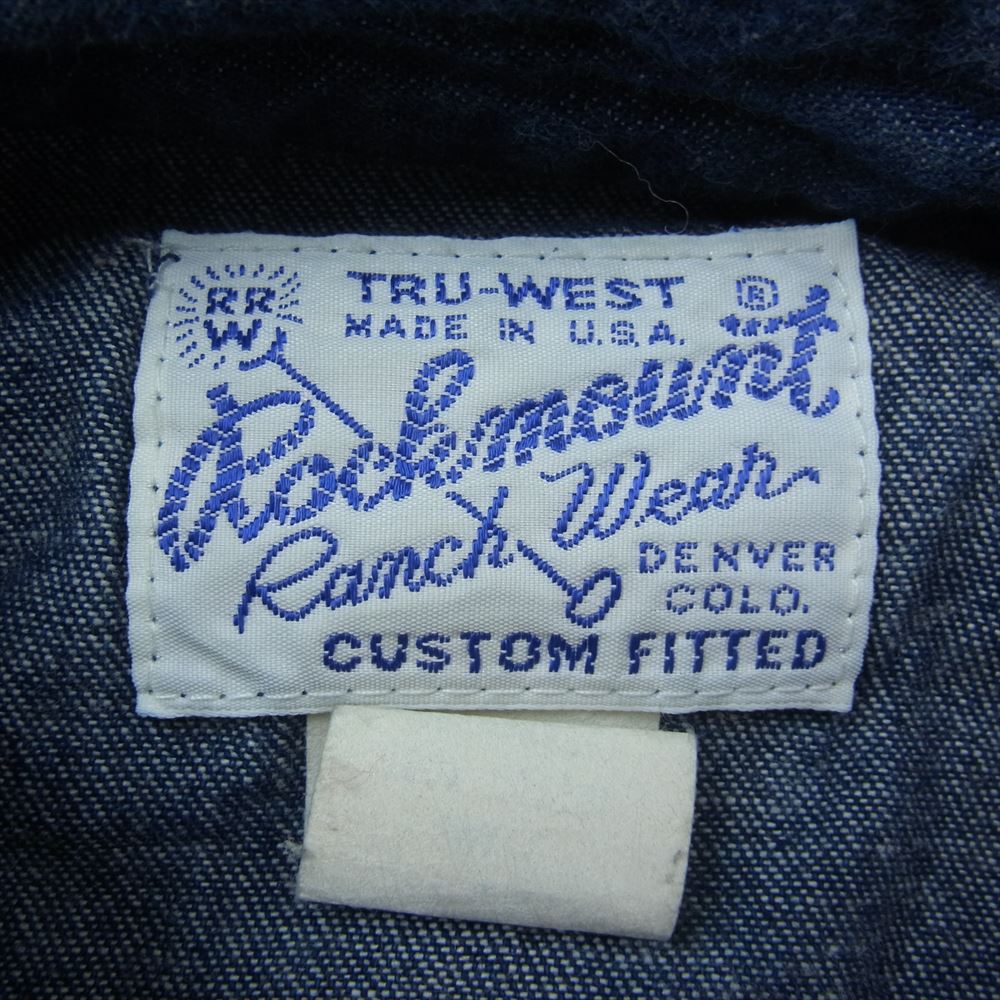 RR
W
TRU-WEST ®
MADE IN U.S.A.
Rockmount
Ranch Wear
DENVER
COLO.
CUSTOM FITTED